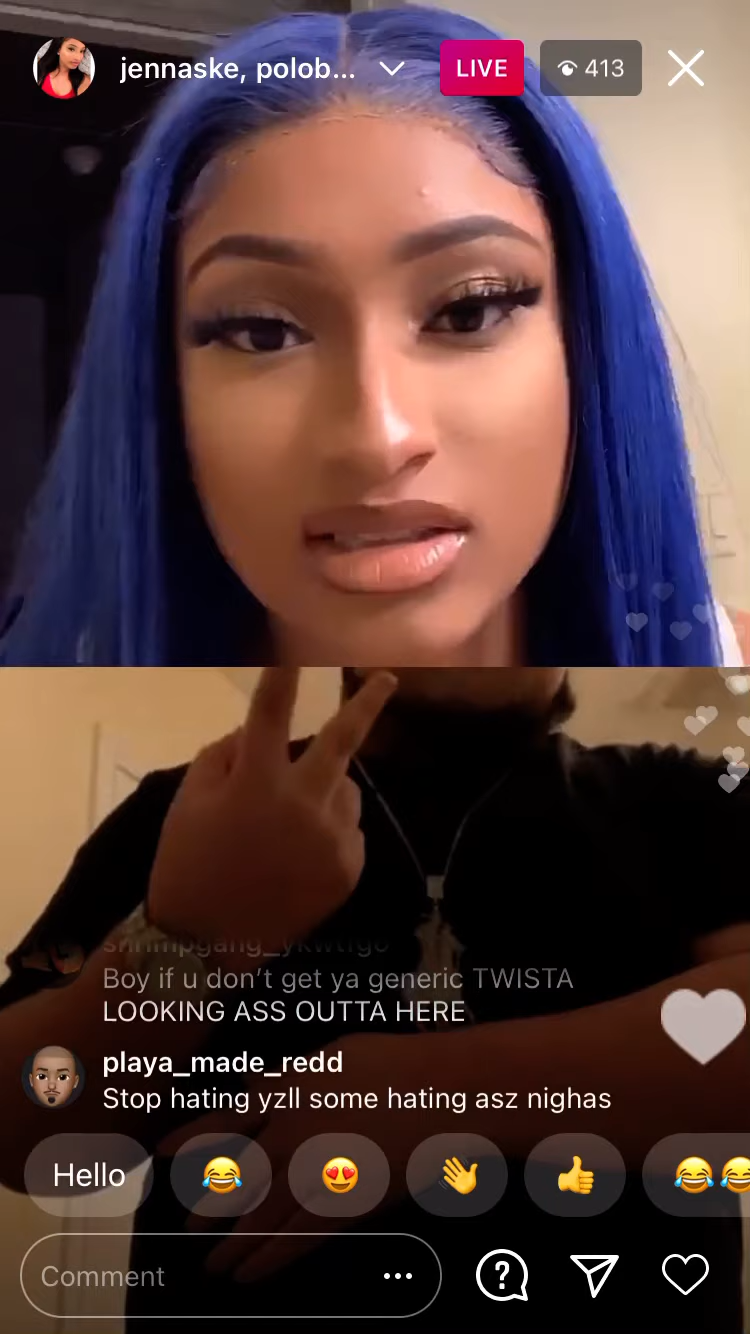 jennaske, polob...
LIVE
413
shrimpgang_ykwtfgo
Boy if u don’t get ya generic TWISTA
LOOKING ASS OUTTA HERE
playa_made_redd
Stop hating yzll some hating asz nighas
Hello
Comment